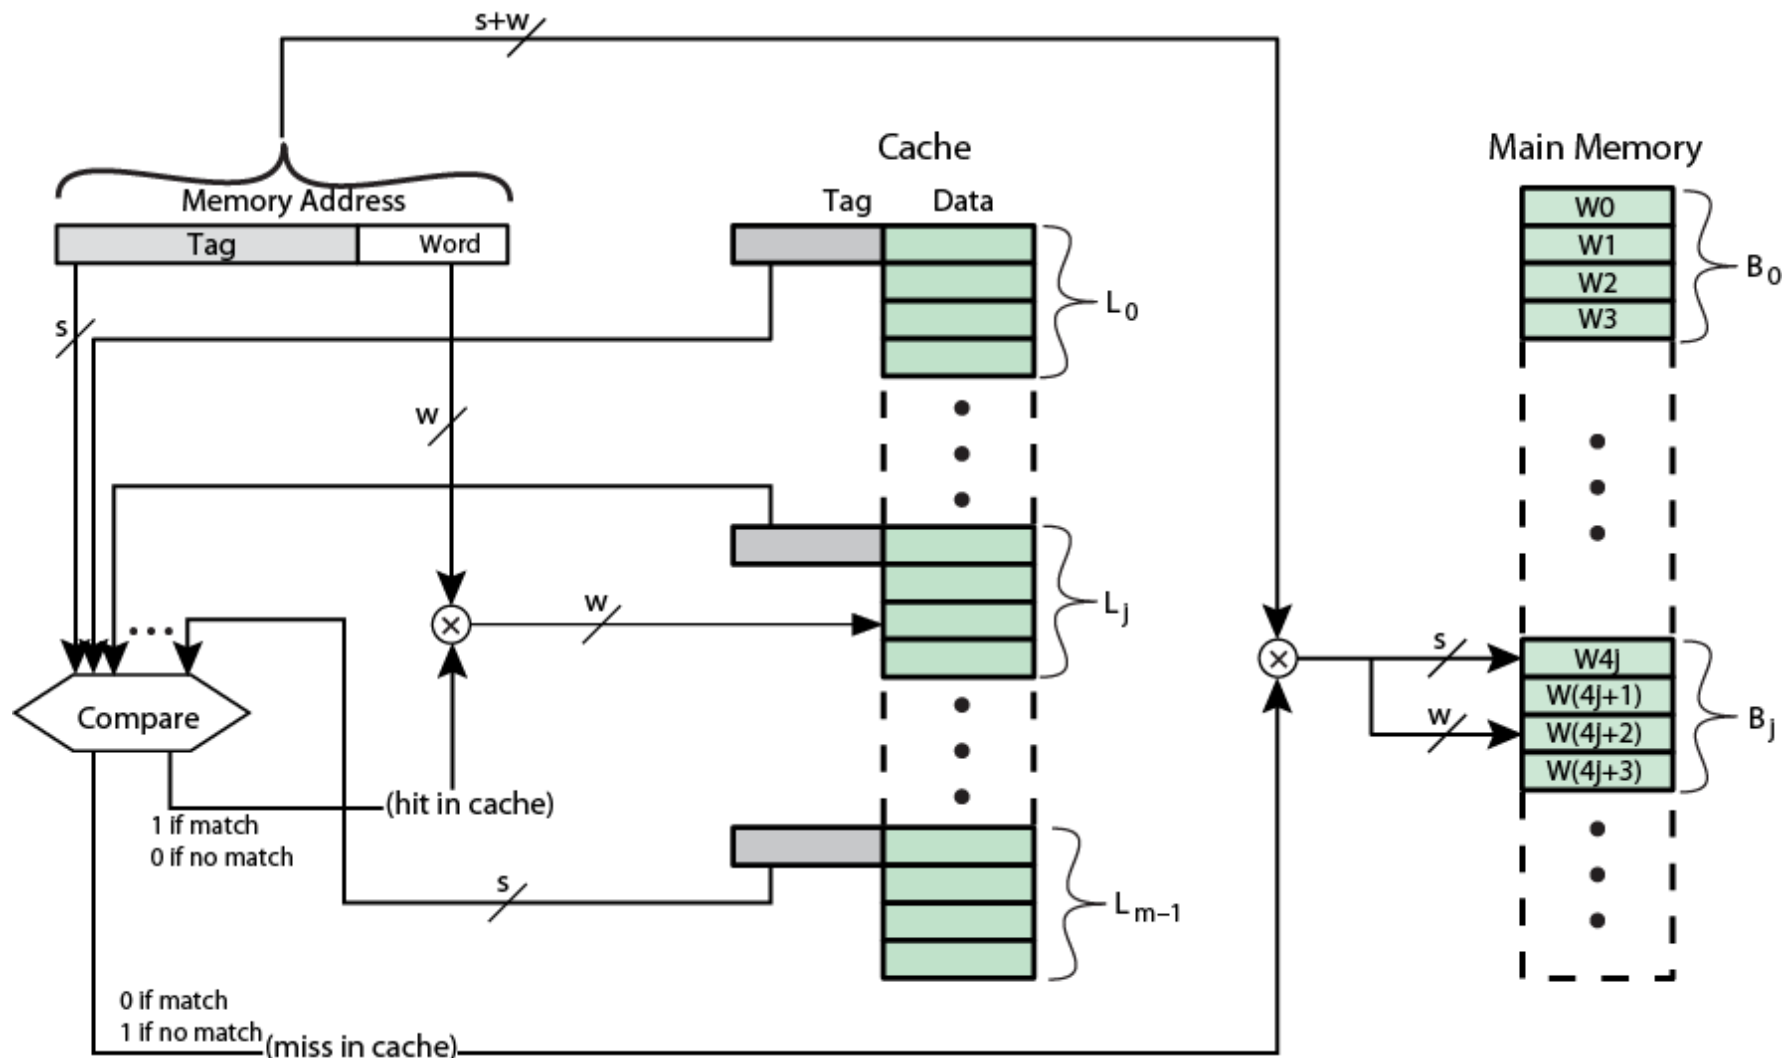 s+w
Cache
Main Memory
Memory Address
Tag Word
Tag Data
W0
W1
W2
W3
B0
L0
s
w
w
Lj
s
w
W4j
W(4j+1)
W(4j+2)
W(4j+3)
Bj
Compare
(hit in cache)
1 if match
0 if no match
s
Lm–1
0 if match
1 if no match
(miss in cache)